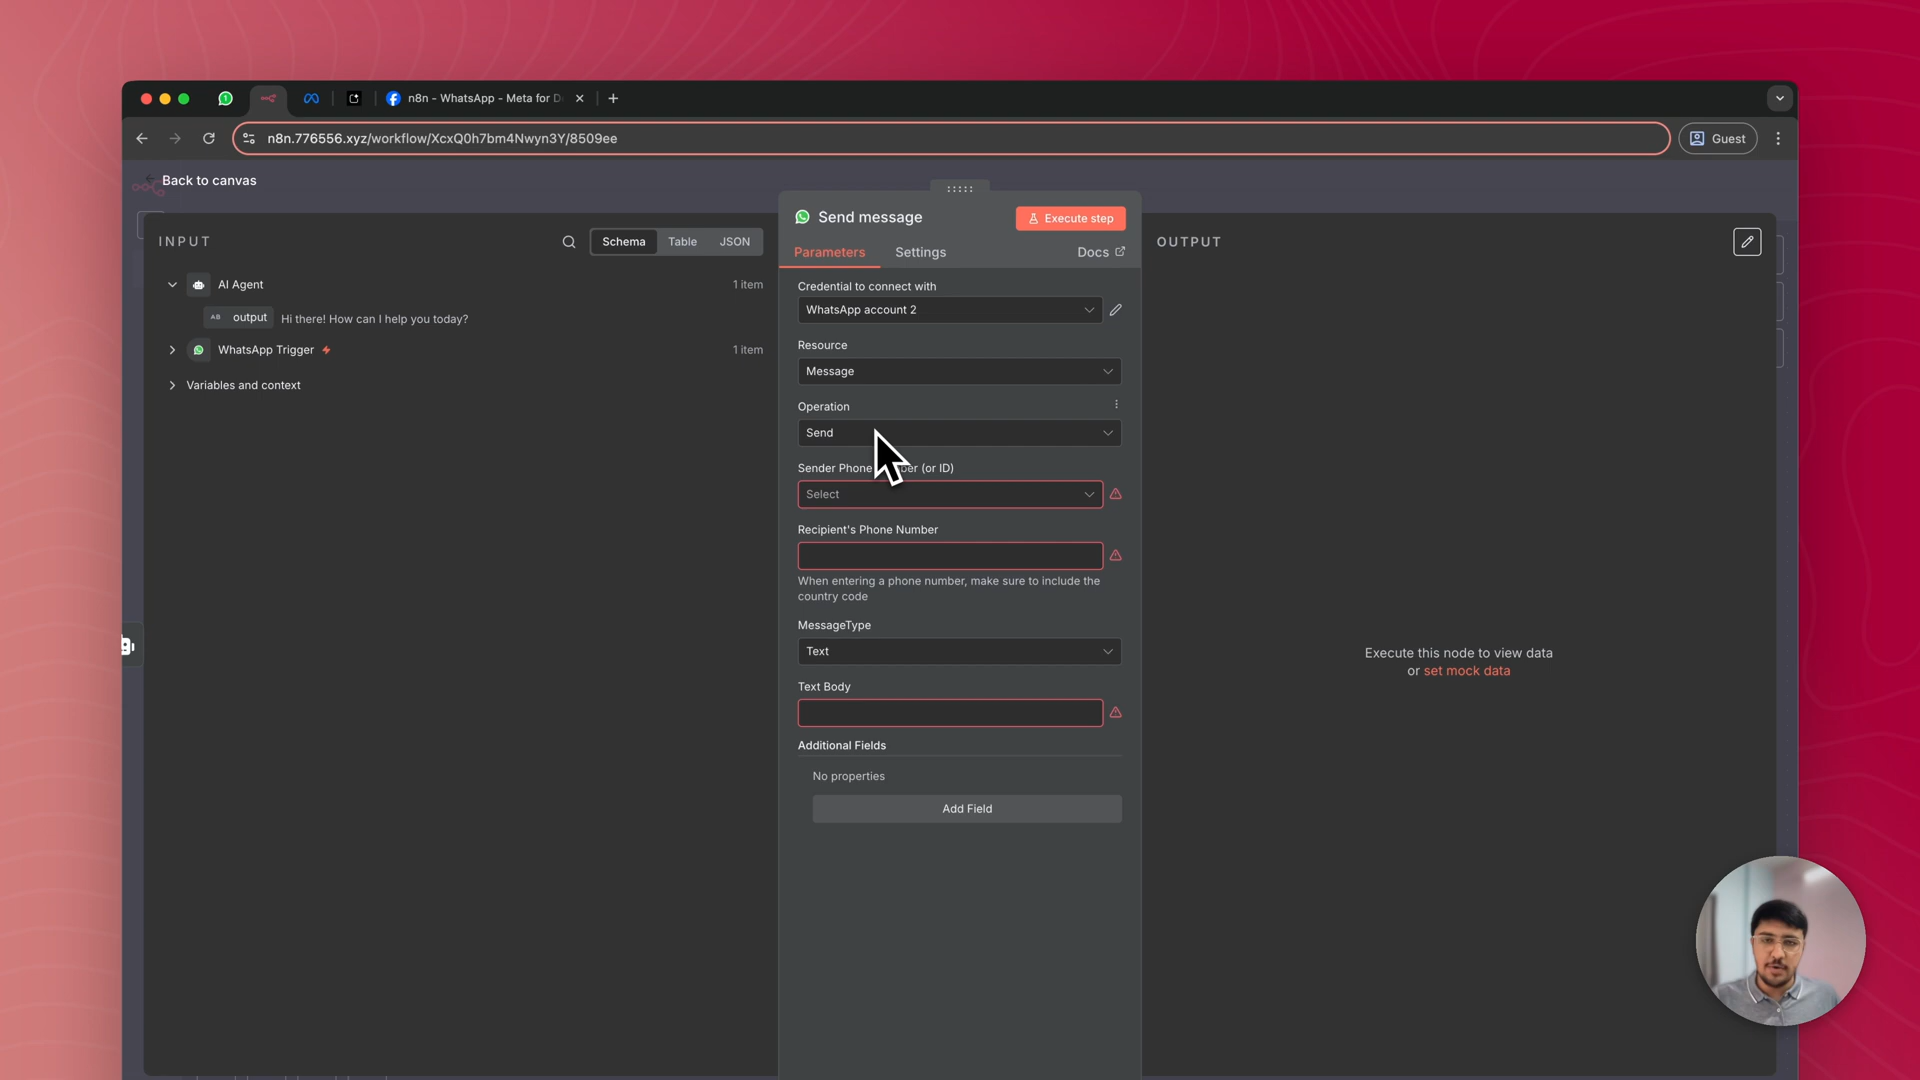 n8n - WhatsApp - Meta for D
n8n.776556.xyz/workflow/XcxQ0h7bm4Nwyn3Y/8509ee
Guest
Back to canvas
INPUT
Schema
Table
JSON
AI Agent
1 item
AB
output
Hi there! How can I help you today?
WhatsApp Trigger
1 item
Variables and context
Send message
Execute step
Parameters
Settings
Docs
Credential to connect with
WhatsApp account 2
Resource
Message
Operation
Send
Sender Phone ber (or ID)
Select
Recipient's Phone Number
When entering a phone number, make sure to include the
country code
MessageType
Text
Text Body
Additional Fields
No properties
Add Field
OUTPUT
Execute this node to view data
or set mock data